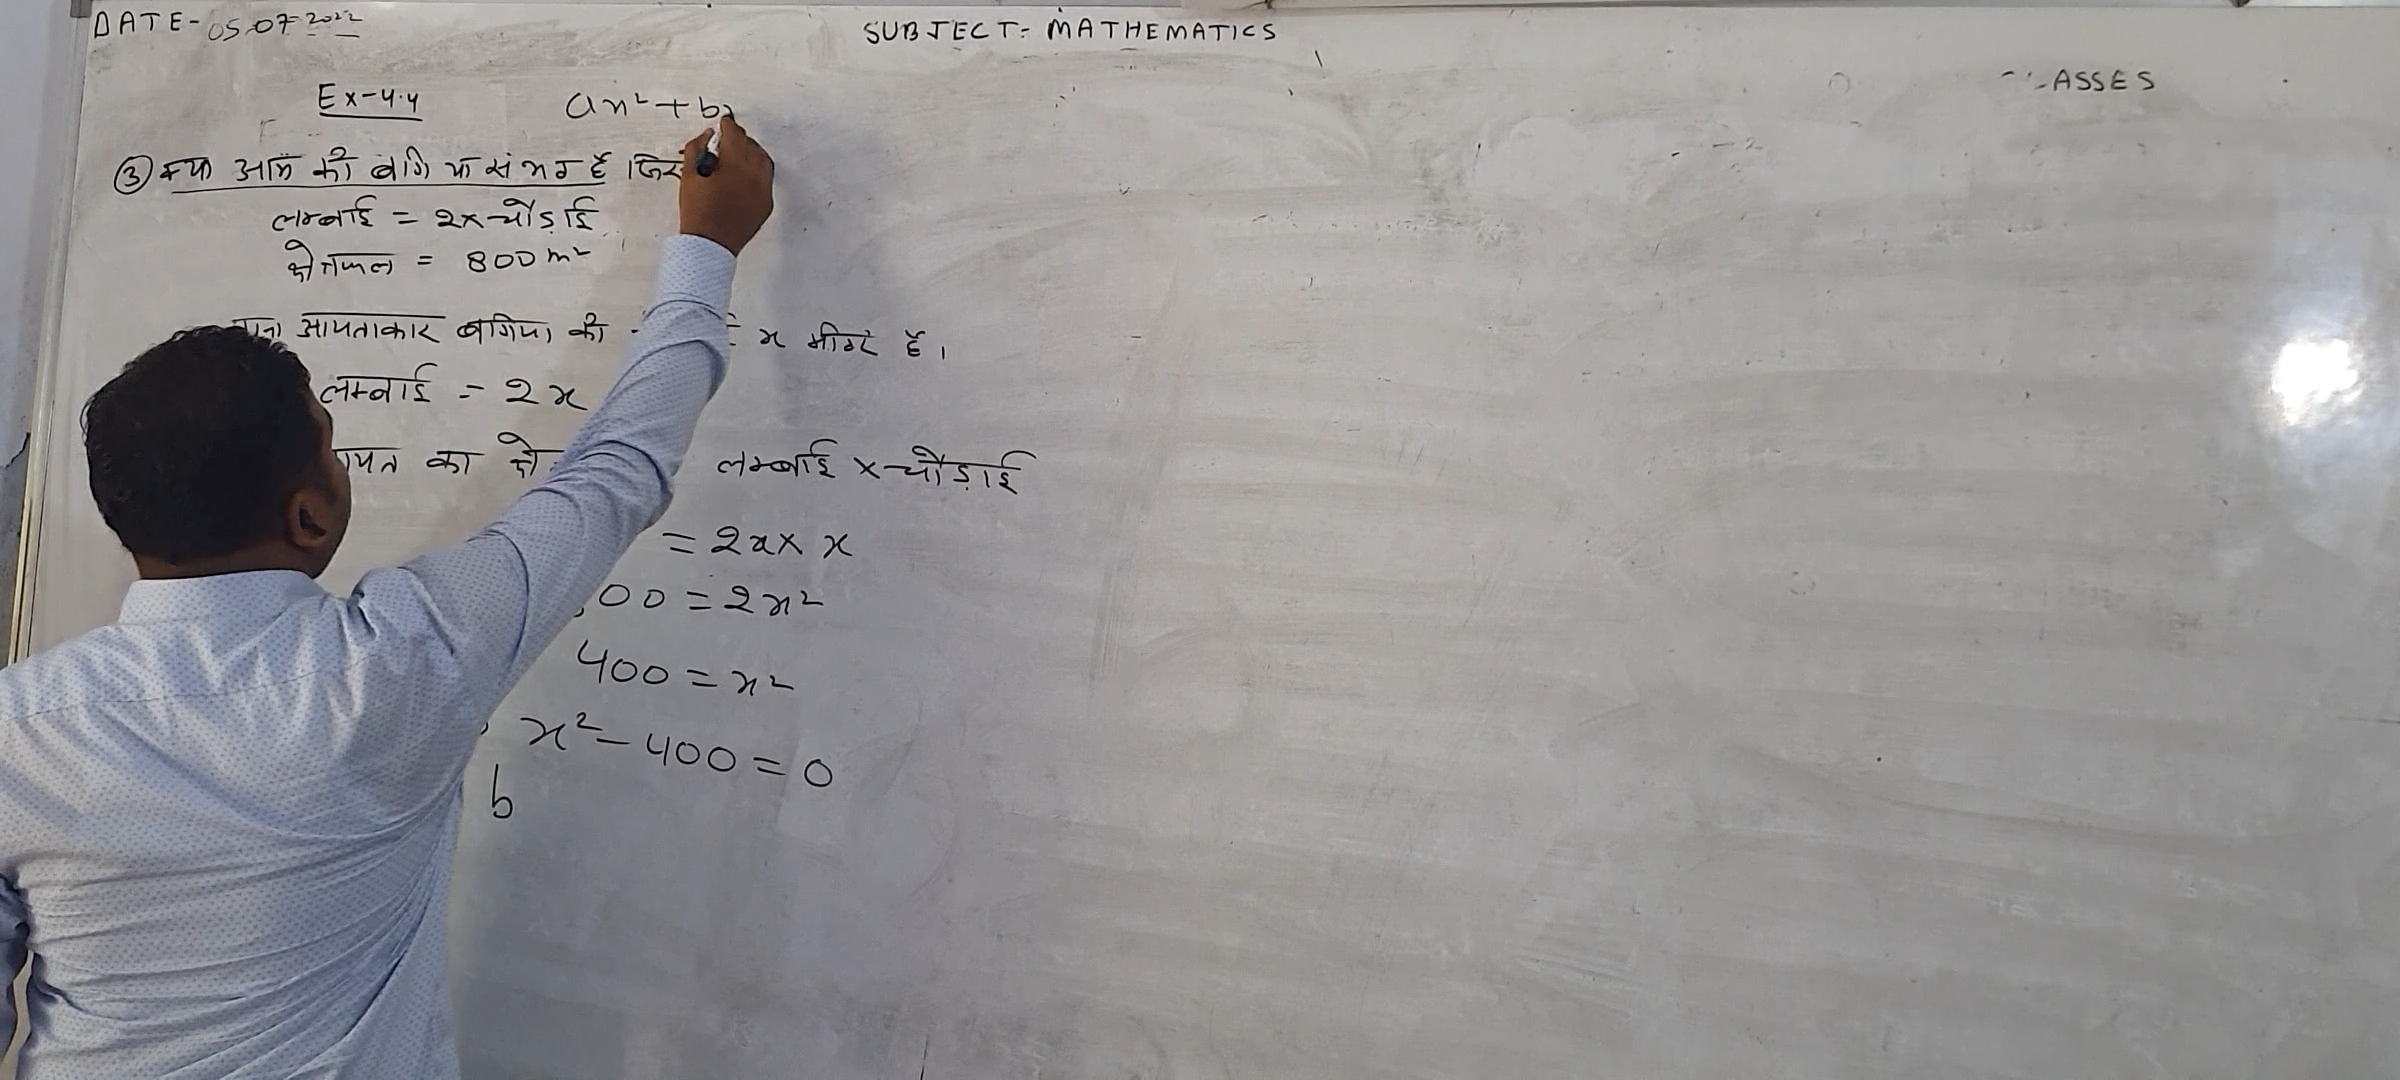 DATE- 05-07-2022
SUBJECT- MATHEMATICS
ASSES
Ex-4.4
ax² + bx
③ क्या आम की बगिया संभव है जिस
लम्बाई = 2x चौड़ाई
क्षेत्रफल = 800 m²
आयताकार बगिया की x मीटर है।
लम्बाई = 2x
का लम्बाई x चौड़ाई
= 2x × x
00 = 2x²
400 = x²
x² - 400 = 0
b